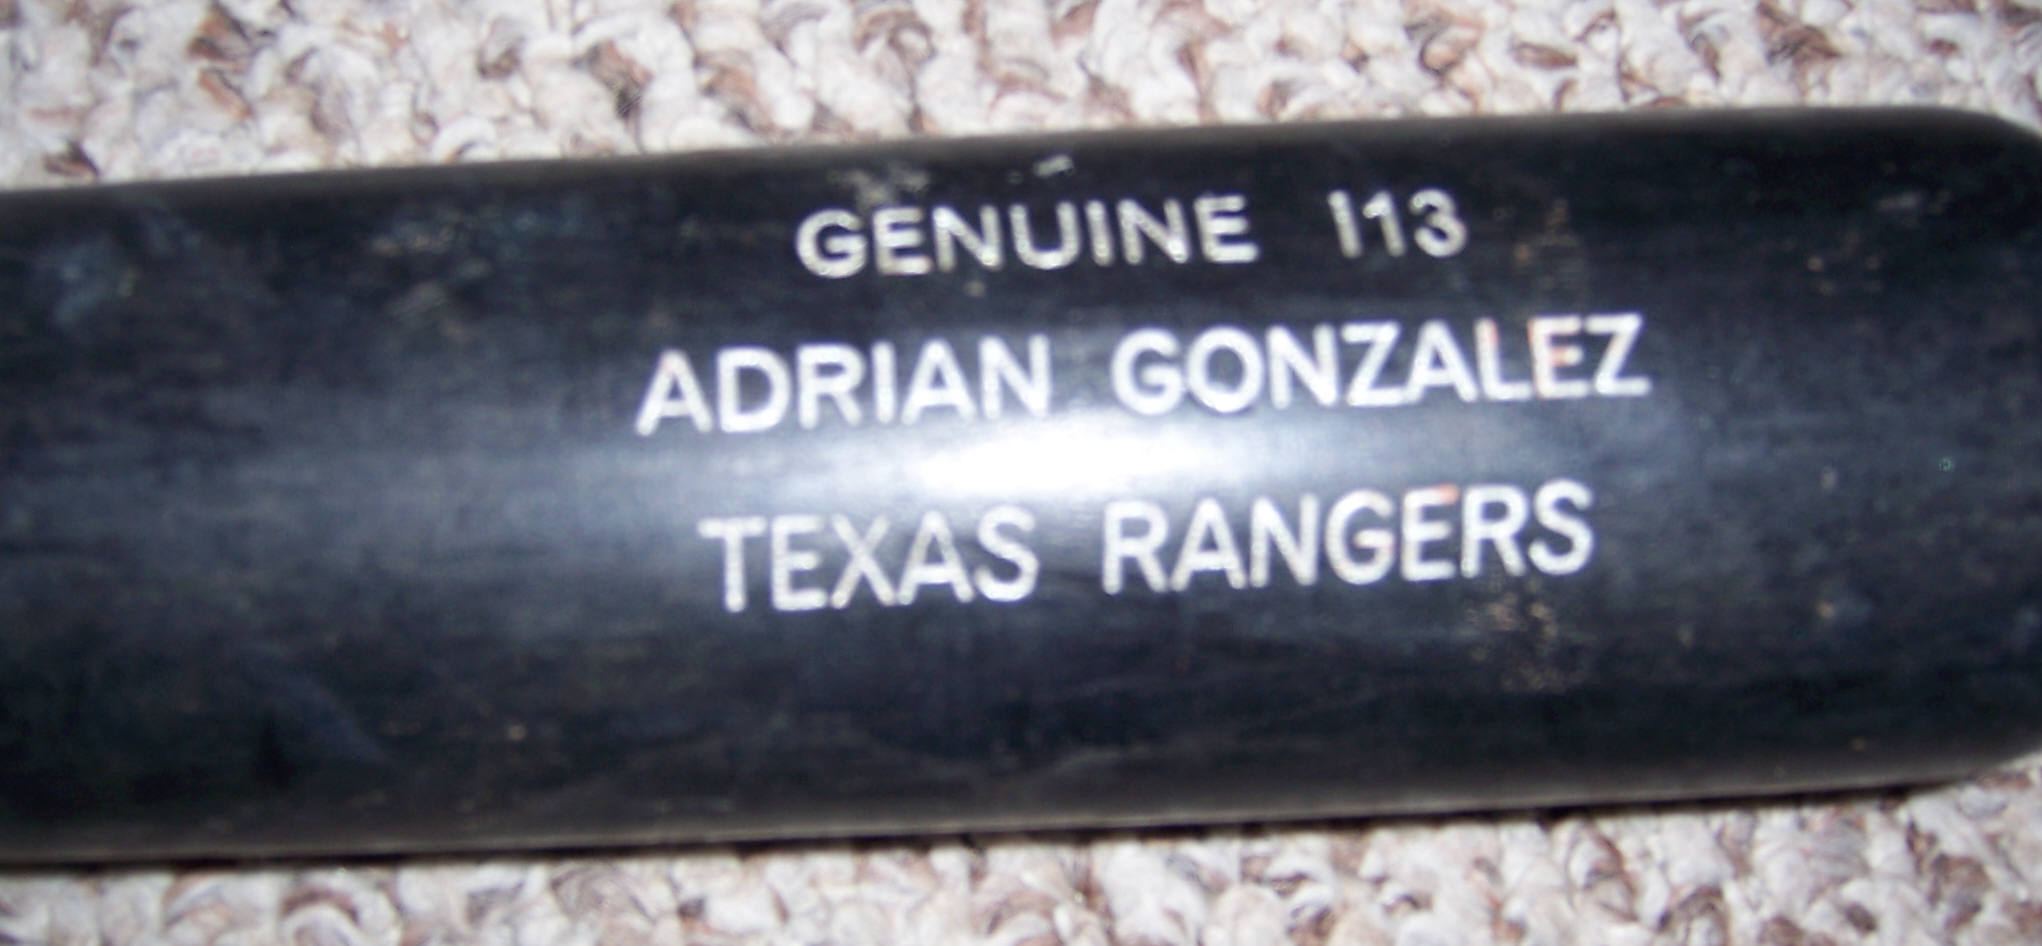 GENUINE I13
ADRIAN GONZALEZ
TEXAS RANGERS